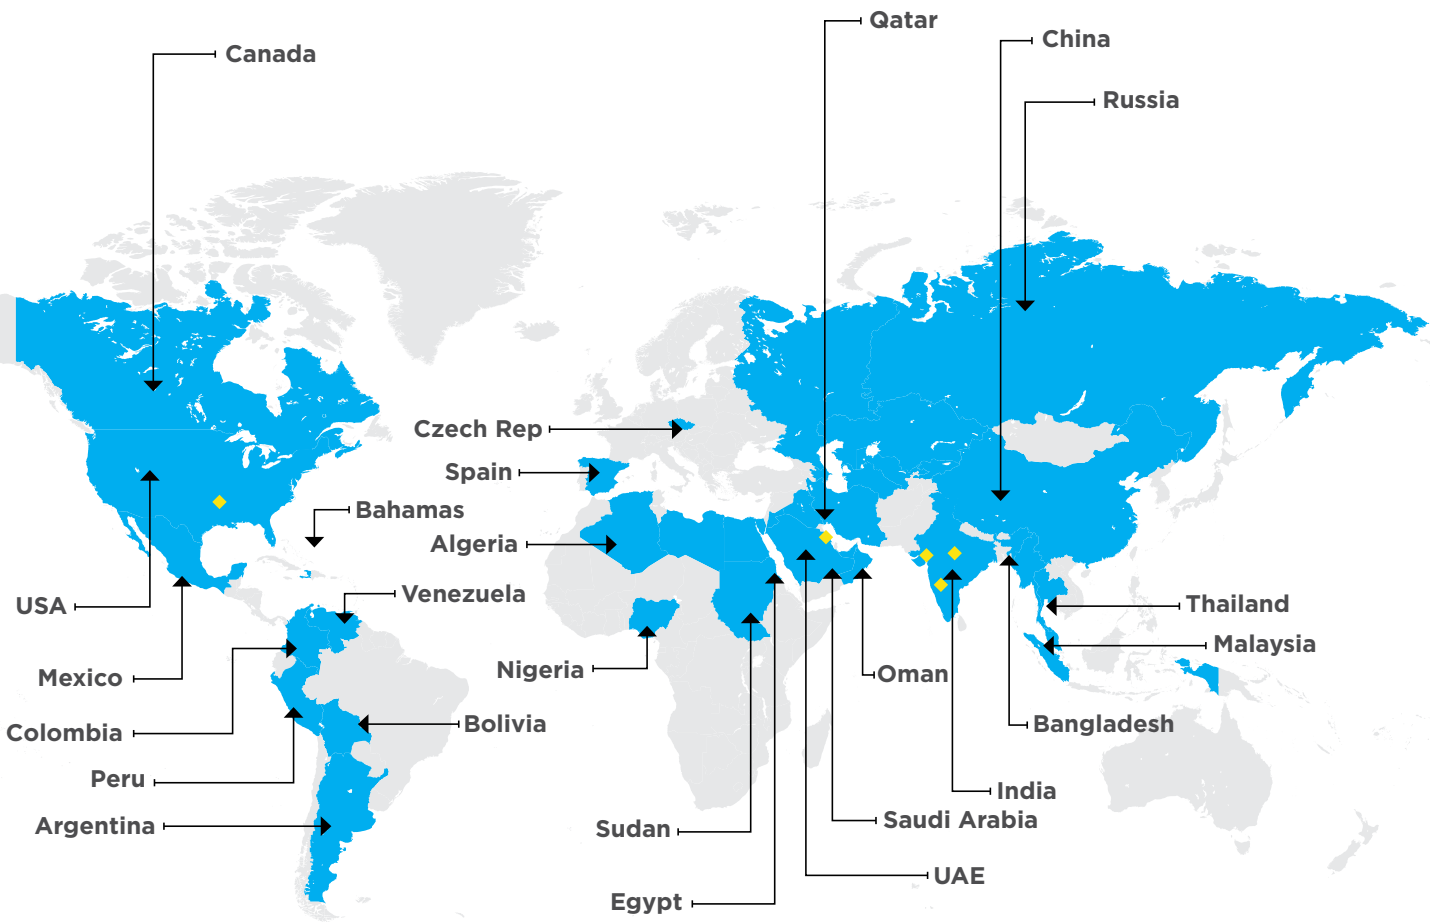 Qatar
China
Canada
Russia
Czech Rep
Spain
Bahamas
Algeria
Venezuela
USA
Thailand
Malaysia
Nigeria
Oman
Mexico
Colombia
Bolivia
Bangladesh
Peru
India
Argentina
Sudan
Saudi Arabia
UAE
Egypt